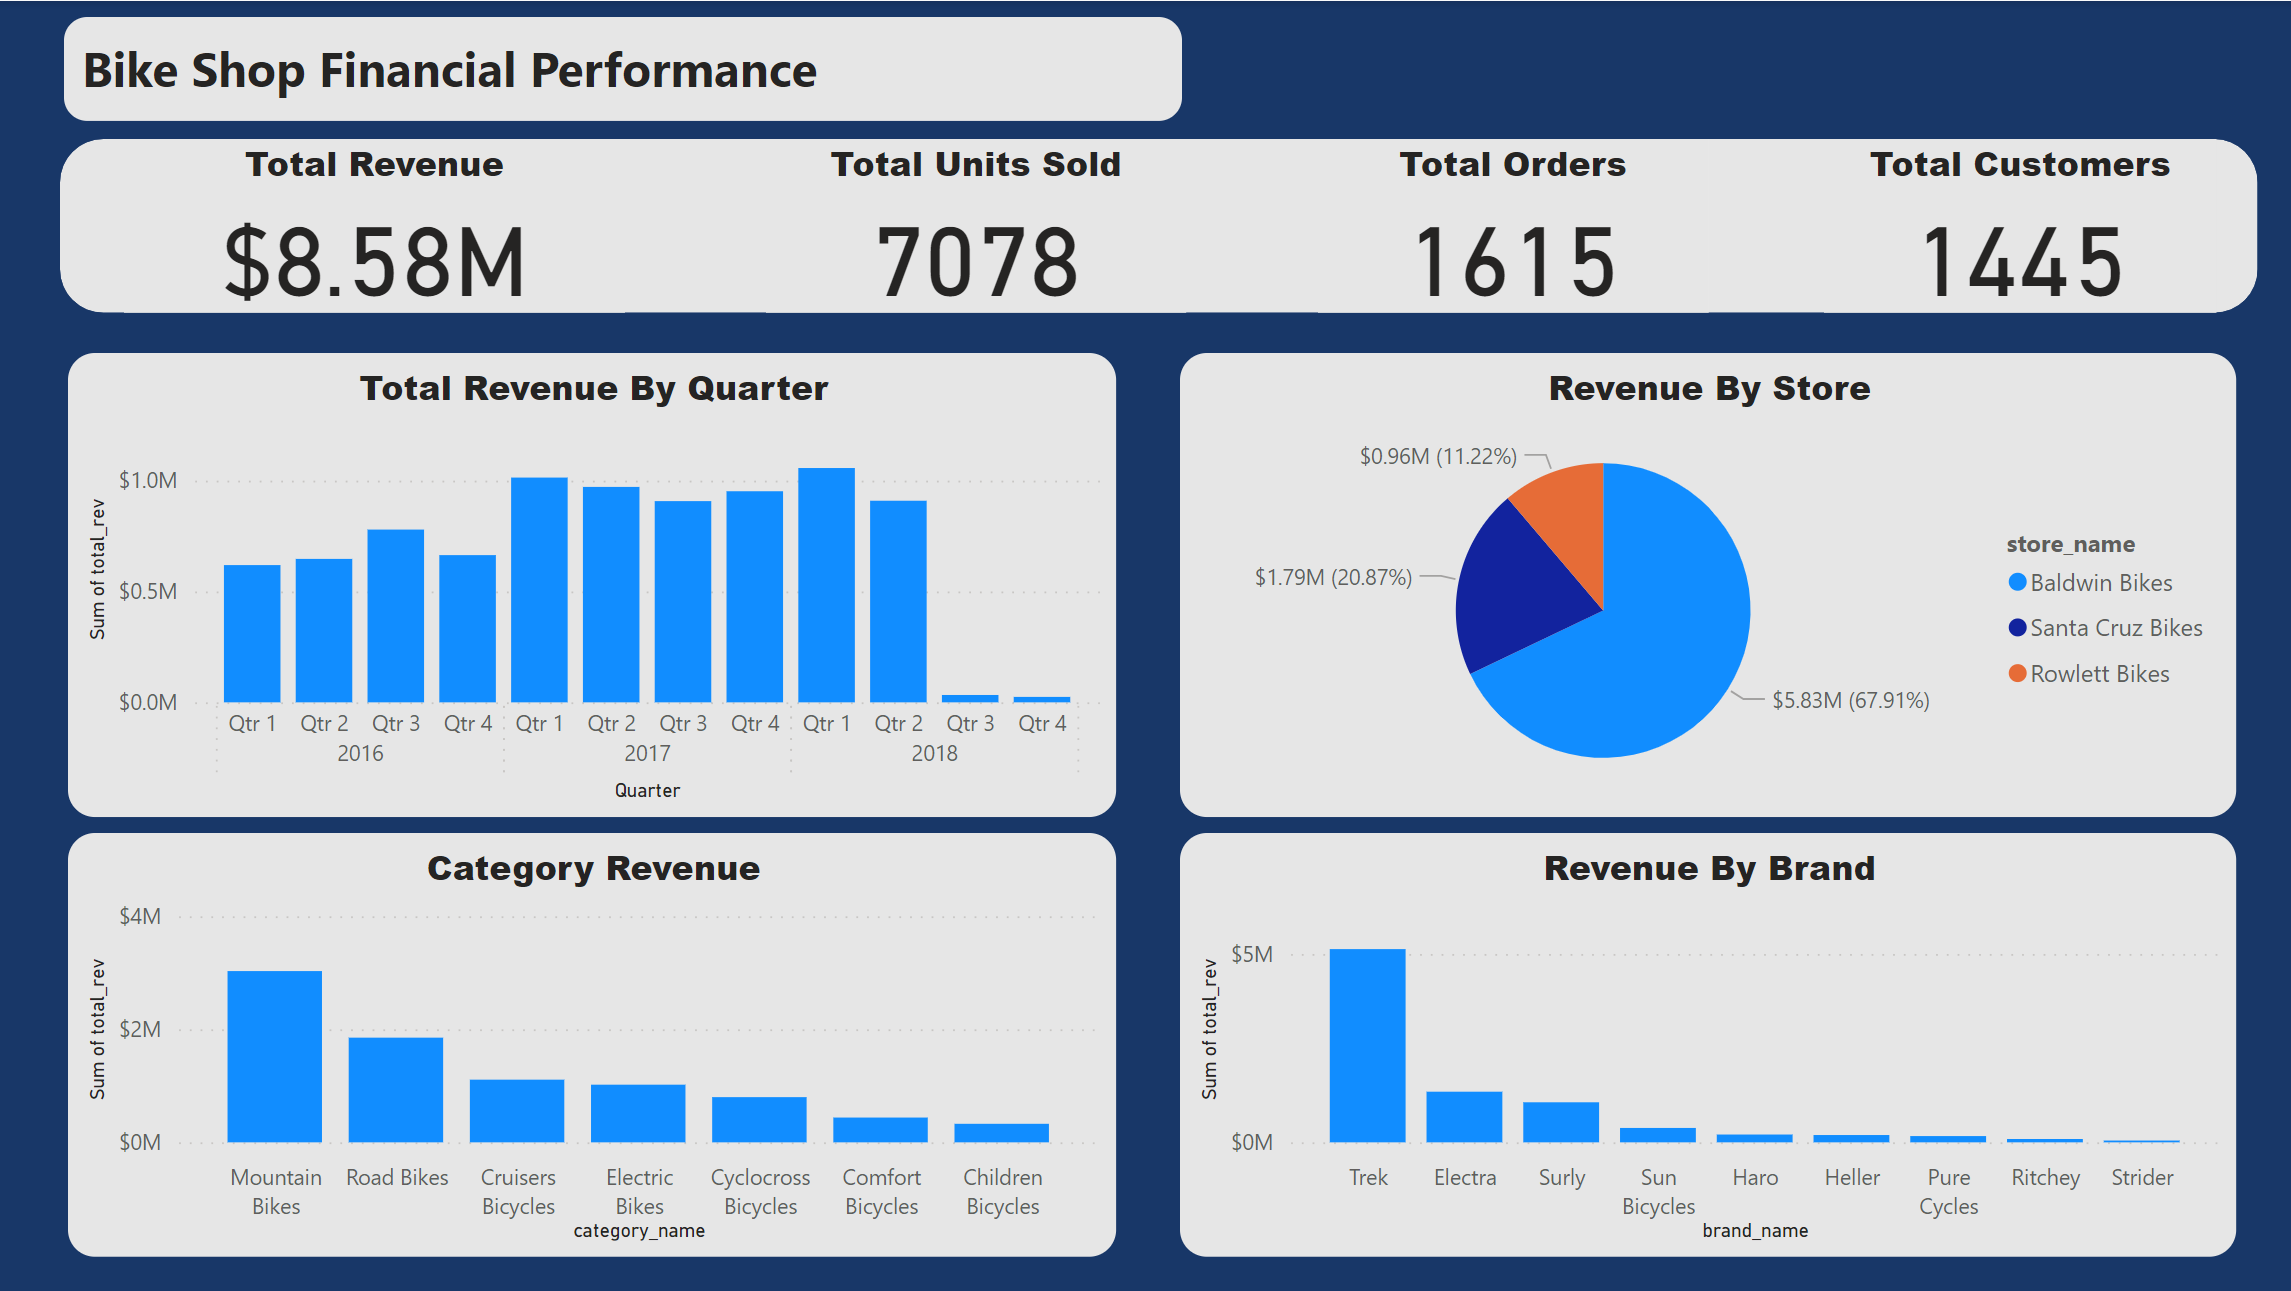 Bike Shop Financial Performance
Total Revenue
$8.58M
Total Units Sold
7078
Total Orders
1615
Total Customers
1445
Total Revenue By Quarter
Sum of total_rev
$1.0M
$0.5M
$0.0M
Qtr 1 Qtr 2 Qtr 3 Qtr 4 Qtr 1 Qtr 2 Qtr 3 Qtr 4 Qtr 1 Qtr 2 Qtr 3 Qtr 4
2016 2017 2018
Quarter
Revenue By Store
$0.96M (11.22%)
$1.79M (20.87%)
$5.83M (67.91%)
store_name
Baldwin Bikes
Santa Cruz Bikes
Rowlett Bikes
Category Revenue
Sum of total_rev
$4M
$2M
$0M
Mountain Road Bikes Cruisers Electric Cyclocross Comfort Children
Bikes Bicycles Bikes Bicycles Bicycles Bicycles
category_name
Revenue By Brand
Sum of total_rev
$5M
$0M
Trek Electra Surly Sun Haro Heller Pure Ritchey Strider
Bicycles Cycles
brand_name